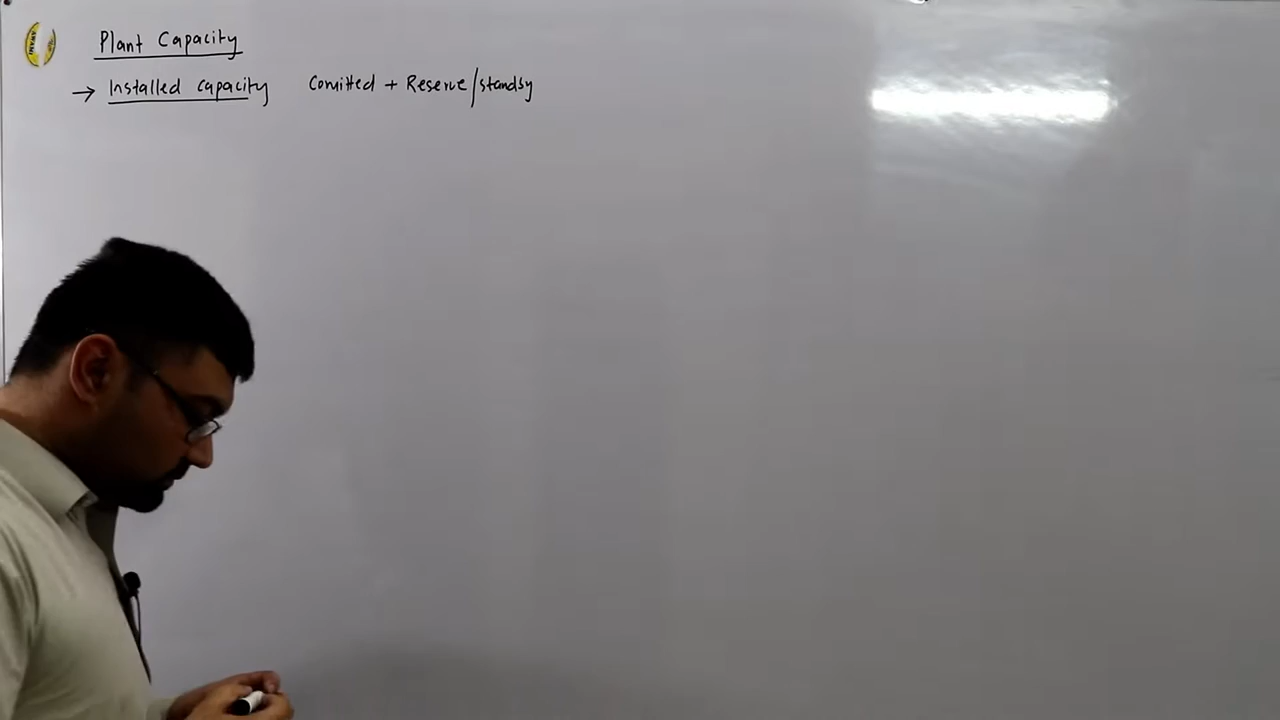 Plant Capacity
→ Installed capacity Comitted + Reserve/standby